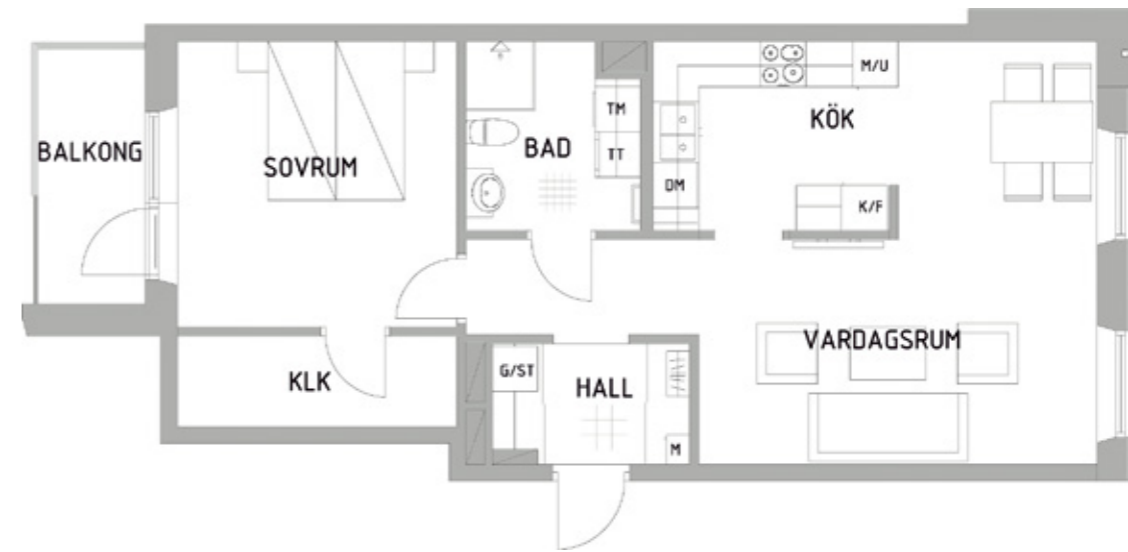 BALKONG
SOVRUM
BAD
TM
TT
DM
M/U
KÖK
K/F
VARDAGSRUM
KLK
G/ST
HALL
M